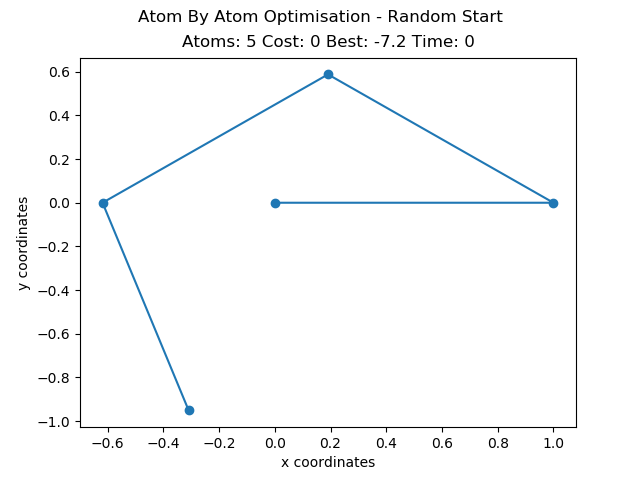 Atom By Atom Optimisation - Random Start
Atoms: 5 Cost: 0 Best: -7.2 Time: 0
0.6
0.4
0.2
0.0
−0.2
−0.4
−0.6
−0.8
−1.0
y coordinates
−0.6 −0.4 −0.2 0.0 0.2 0.4 0.6 0.8 1.0
x coordinates